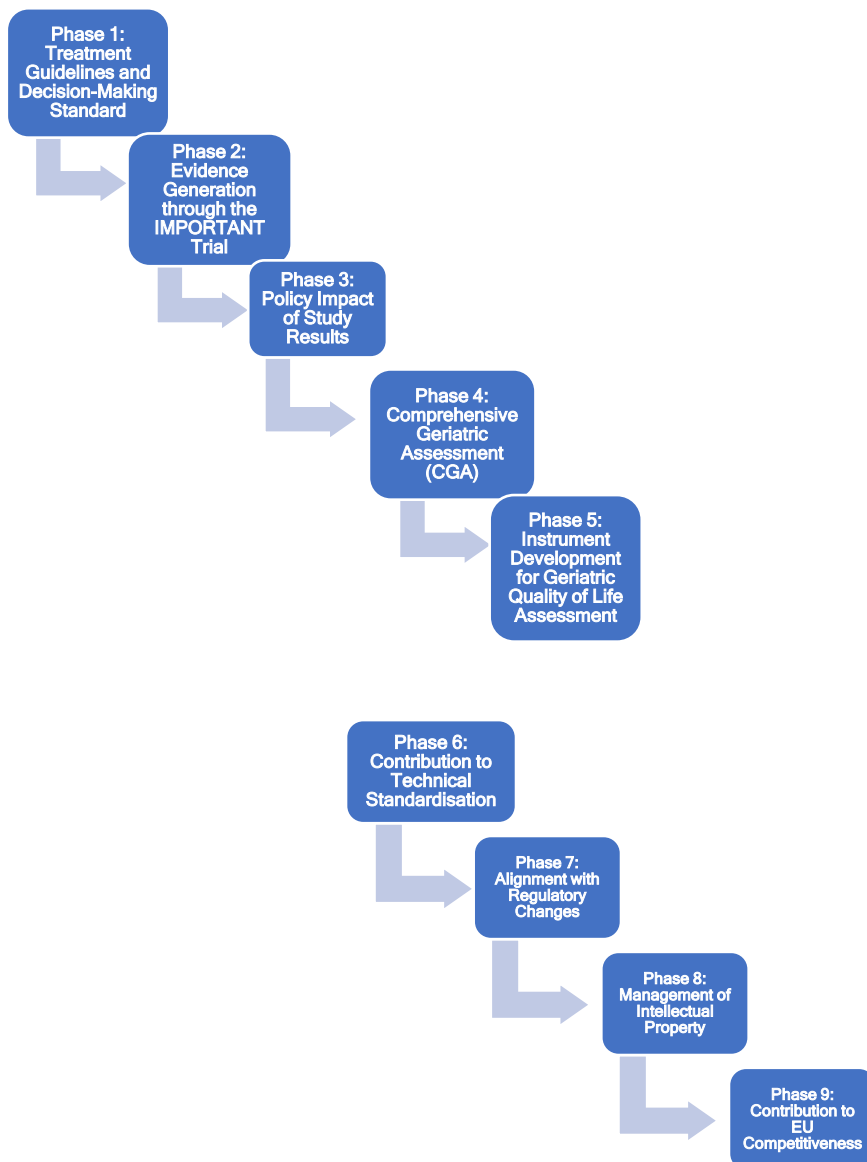 Phase 1:
Treatment
Guidelines and
Decision-Making
Standard
Phase 2:
Evidence
Generation
through the
IMPORTANT
Trial
Phase 3:
Policy Impact
of Study
Results
Phase 4:
Comprehensive
Geriatric
Assessment
(CGA)
Phase 5:
Instrument
Development
for Geriatric
Quality of Life
Assessment
Phase 6:
Contribution to
Technical
Standardisation
Phase 7:
Alignment with
Regulatory
Changes
Phase 8:
Management of
Intellectual
Property
Phase 9:
Contribution to
EU
Competitiveness